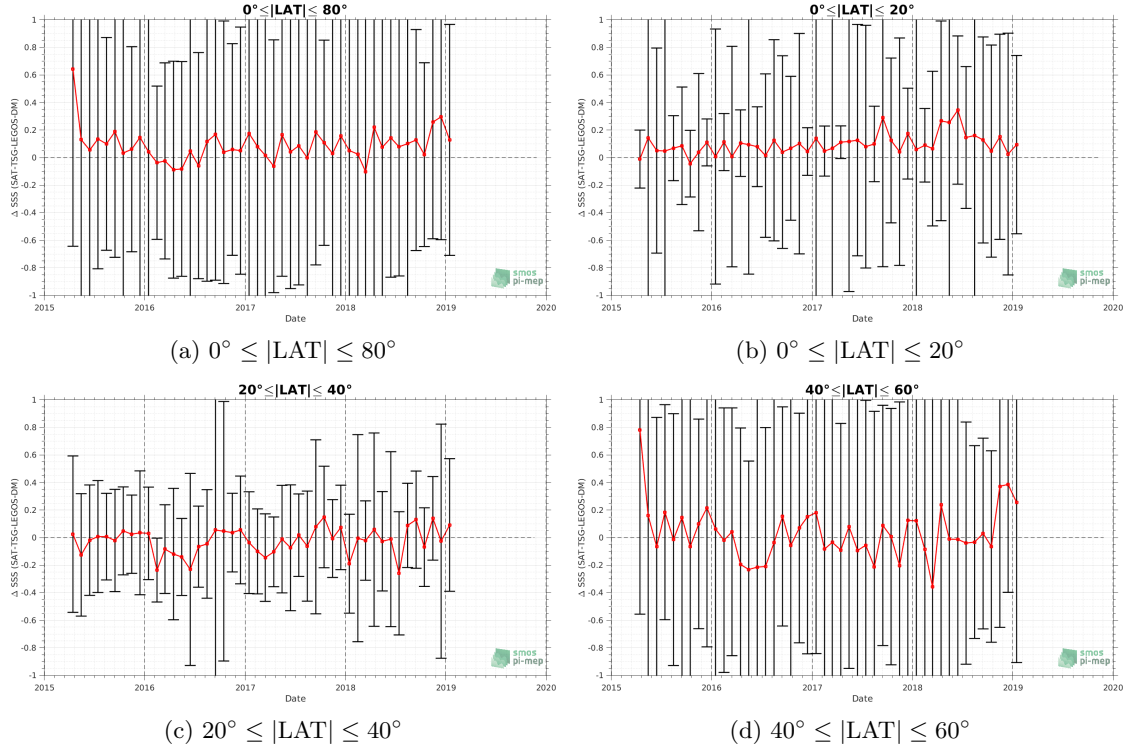 0°≤|LAT|≤ 80°
1
0.8
0.6
0.4
0.2
0
-0.2
-0.4
-0.6
-0.8
-1
Δ SSS (SAT-TSG-LEGOS-DM)
2015 2016 2017 2018 2019 2020
Date
smos
pi-mep
(a) 0° ≤ |LAT| ≤ 80°
0°≤|LAT|≤ 20°
1
0.8
0.6
0.4
0.2
0
-0.2
-0.4
-0.6
-0.8
-1
Δ SSS (SAT-TSG-LEGOS-DM)
2015 2016 2017 2018 2019 2020
Date
smos
pi-mep
(b) 0° ≤ |LAT| ≤ 20°
20°≤|LAT|≤ 40°
1
0.8
0.6
0.4
0.2
0
-0.2
-0.4
-0.6
-0.8
-1
Δ SSS (SAT-TSG-LEGOS-DM)
2015 2016 2017 2018 2019 2020
Date
smos
pi-mep
(c) 20° ≤ |LAT| ≤ 40°
40°≤|LAT|≤ 60°
1
0.8
0.6
0.4
0.2
0
-0.2
-0.4
-0.6
-0.8
-1
Δ SSS (SAT-TSG-LEGOS-DM)
2015 2016 2017 2018 2019 2020
Date
smos
pi-mep
(d) 40° ≤ |LAT| ≤ 60°